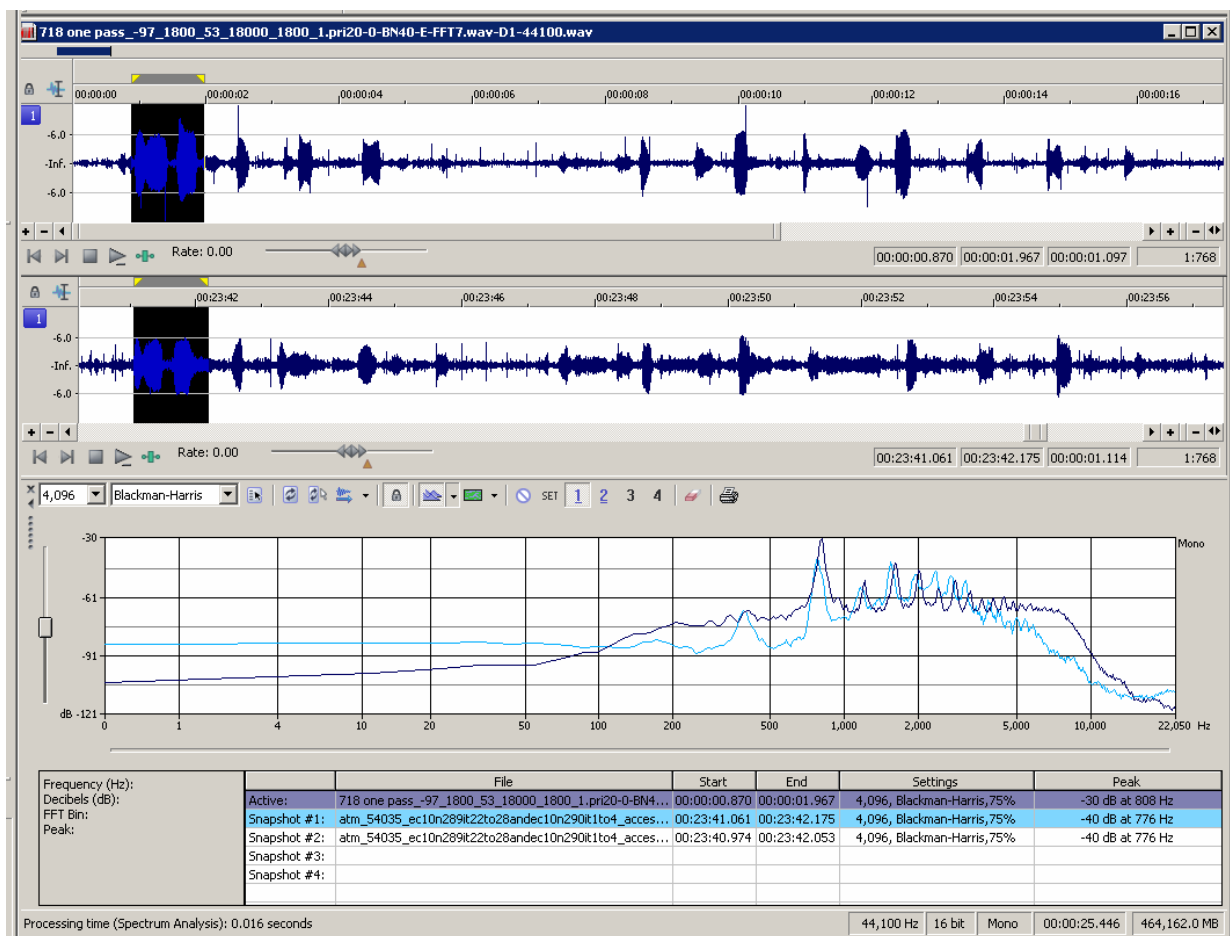 718 one pass_-97_1800_53_18000_1800_1.pri20-0-BN40-E-FFT7.wav-D1-44100.wav
00:00:00 00:00:02 00:00:04 00:00:06 00:00:08 00:00:10 00:00:12 00:00:14 00:00:16
1
-6.0
-Inf.
-6.0
Rate: 0.00 00:00:00.870 00:00:01.967 00:00:01.097 1:768
00:23:42 00:23:44 00:23:46 00:23:48 00:23:50 00:23:52 00:23:54 00:23:56
1
-6.0
-Inf.
-6.0
Rate: 0.00 00:23:41.061 00:23:42.175 00:00:01.114 1:768
4,096 Blackman-Harris SET 1 2 3 4
-30 Mono
-61
-91
dB -121
0 1 4 10 20 50 100 200 500 1,000 2,000 5,000 10,000 22,050 Hz
Frequency (Hz):
Decibels (dB):
FFT Bin:
Peak:
File Start End Settings Peak
Active: 718 one pass_-97_1800_53_18000_1800_1.pri20-0-BN4... 00:00:00.870 00:00:01.967 4,096, Blackman-Harris,75% -30 dB at 808 Hz
Snapshot #1: atm_54035_ec10n289it22to28andec10n290it1to4_acces... 00:23:41.061 00:23:42.175 4,096, Blackman-Harris,75% -40 dB at 776 Hz
Snapshot #2: atm_54035_ec10n289it22to28andec10n290it1to4_acces... 00:23:40.974 00:23:42.053 4,096, Blackman-Harris,75% -40 dB at 776 Hz
Snapshot #3:
Snapshot #4:
Processing time (Spectrum Analysis): 0.016 seconds 44,100 Hz 16 bit Mono 00:00:25.446 464,162.0 MB